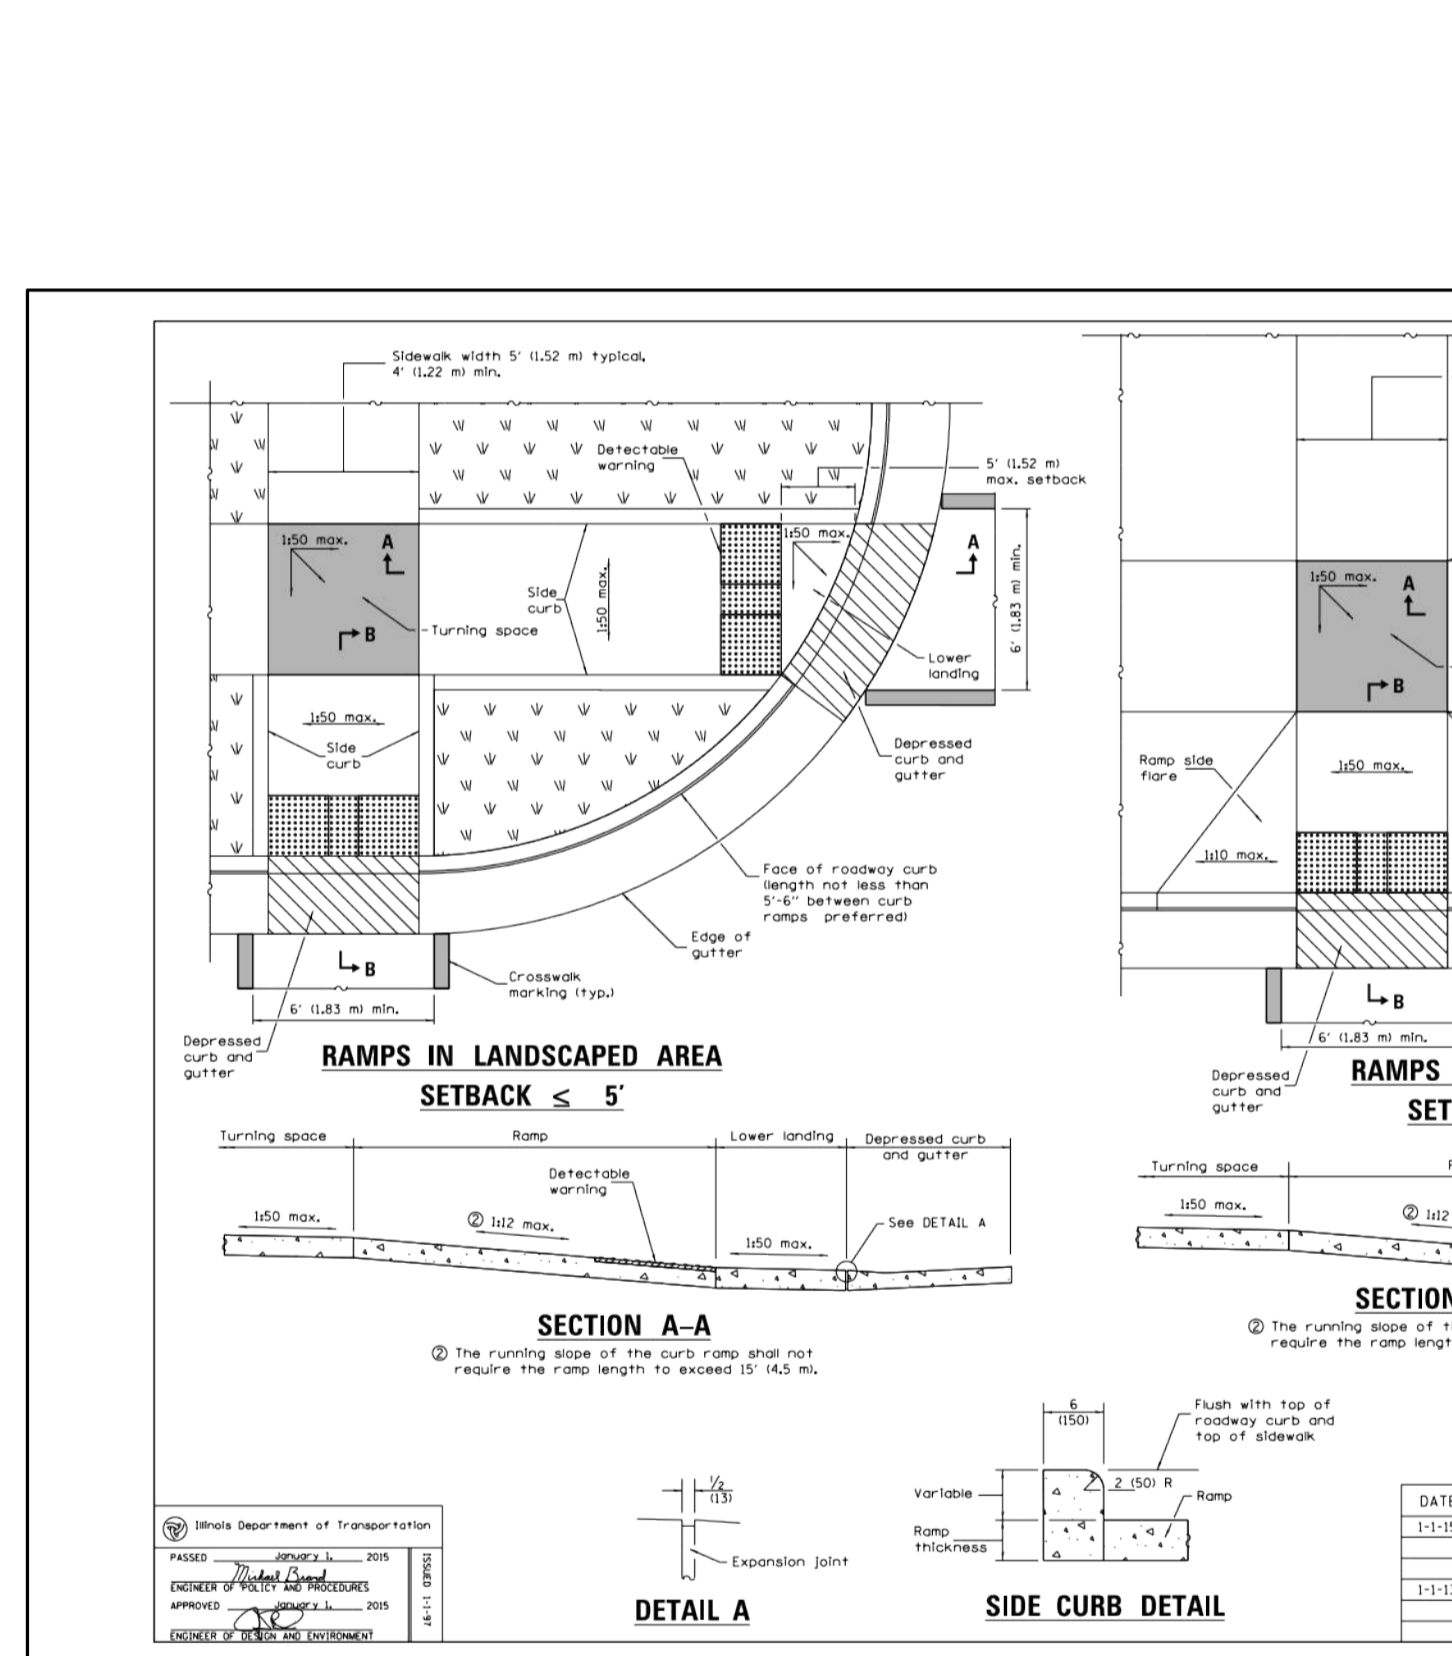 Sidewalk width 5' (1.52 m) typical,
4' (1.22 m) min.
Detectable
warning
5' (1.52 m)
max. setback
1:50 max.
A
1:50 max.
A
Side
curb
1:50 max.
6' (1.83 m) min.
Turning space
B
Lower
landing
1:50 max.
Side
curb
Depressed
curb and
gutter
Face of roadway curb
(length not less than
5'-6" between curb
ramps preferred)
Edge of
gutter
B
Crosswalk
marking (typ.)
6' (1.83 m) min.
Depressed
curb and
gutter
RAMPS IN LANDSCAPED AREA
SETBACK ≤ 5'
1:50 max.
A
B
Ramp side
flare
1:50 max.
1:10 max.
B
6' (1.83 m) min.
Depressed
curb and
gutter
RAMPS
SET
Turning space
Ramp
Lower landing
Depressed curb
and gutter
Detectable
warning
1:50 max.
② 1:12 max.
1:50 max.
See DETAIL A
SECTION A-A
② The running slope of the curb ramp shall not
require the ramp length to exceed 15' (4.5 m).
Turning space
1:50 max.
② 1:12
SECTION
② The running slope of
require the ramp
½
(13)
Expansion joint
DETAIL A
6
(150)
Flush with top of
roadway curb and
top of sidewalk
Variable
2 (50) R
Ramp
Ramp
thickness
SIDE CURB DETAIL
Illinois Department of Transportation
PASSED January 1, 2015
Michael Brand
ENGINEER OF POLICY AND PROCEDURES
APPROVED January 1, 2015
ENGINEER OF DESIGN AND ENVIRONMENT
ISSUED 1-1-97
DATE
1-1-15